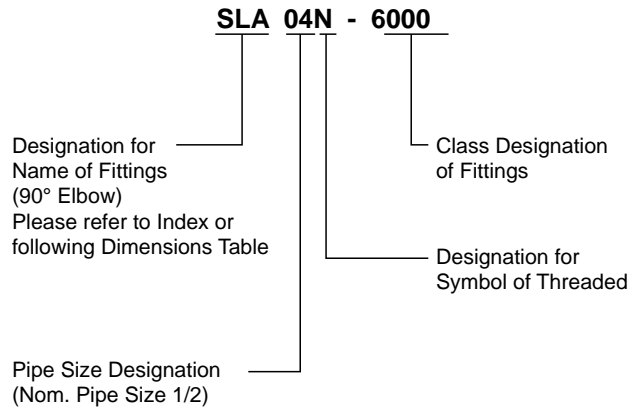 SLA 04N - 6000
Designation for
Name of Fittings
(90° Elbow)
Please refer to Index or
following Dimensions Table
Class Designation
of Fittings
Designation for
Symbol of Threaded
Pipe Size Designation
(Nom. Pipe Size 1/2)